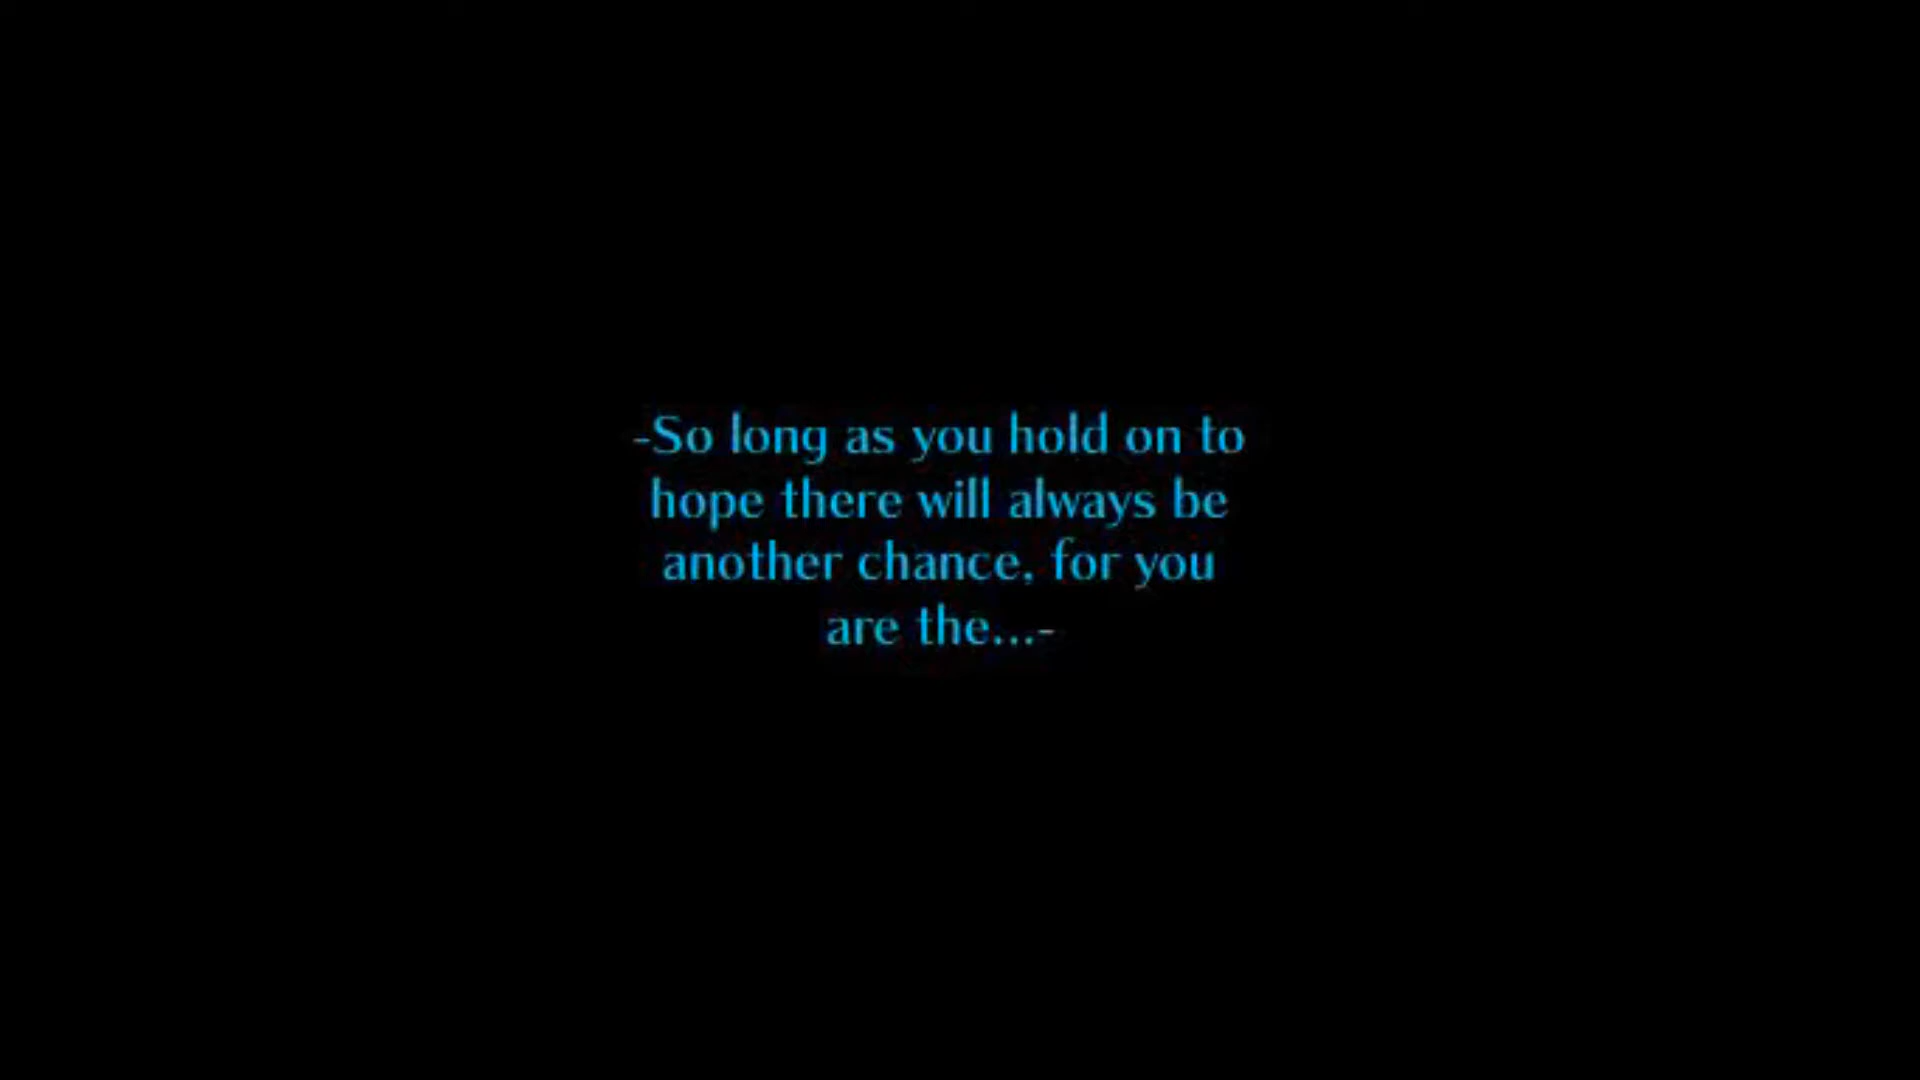 -So long as you hold on to
hope there will always be
another chance, for you
are the...-